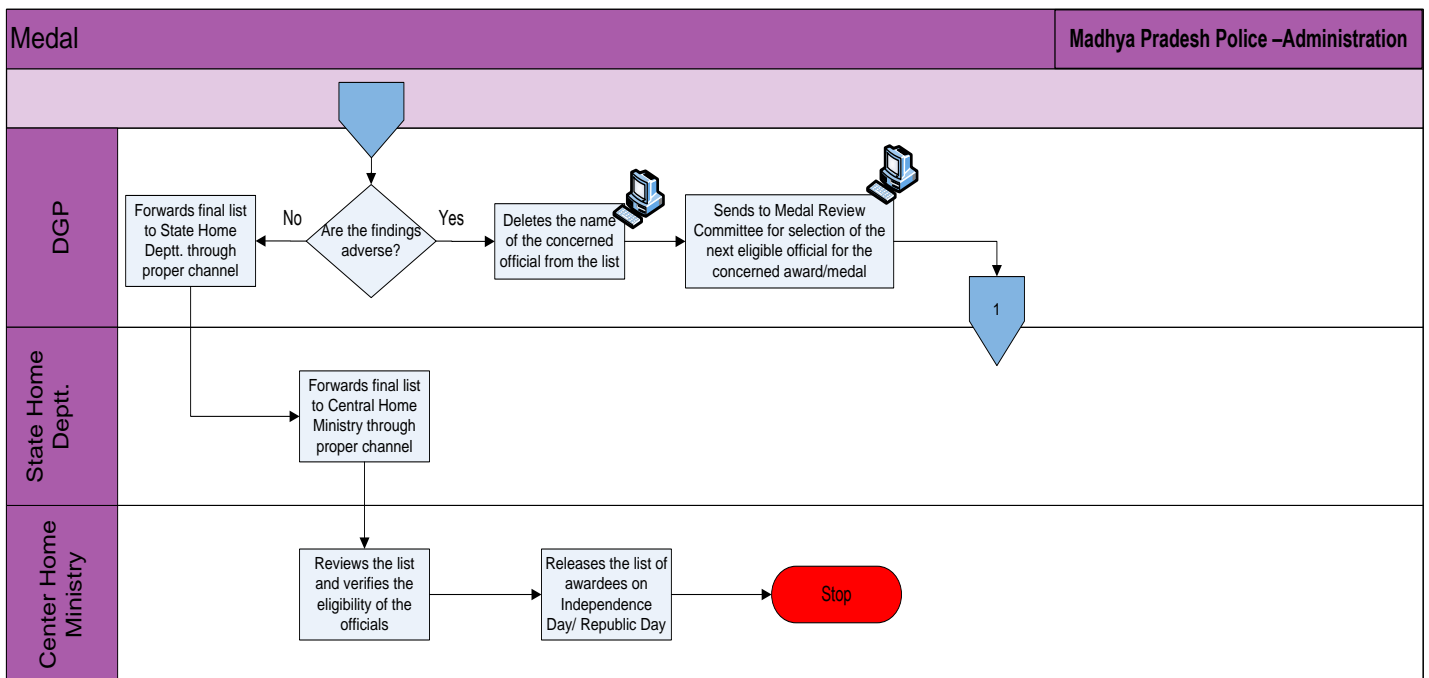 Medal
Madhya Pradesh Police –Administration
DGP
Forwards final list
to State Home
Deptt. through
proper channel
No
Are the findings
adverse?
Yes
Deletes the name
of the concerned
official from the list
Sends to Medal Review
Committee for selection of the
next eligible official for the
concerned award/medal
1
State Home
Deptt.
Forwards final list
to Central Home
Ministry through
proper channel
Center Home
Ministry
Reviews the list
and verifies the
eligibility of the
officials
Releases the list of
awardees on
Independence
Day/ Republic Day
Stop